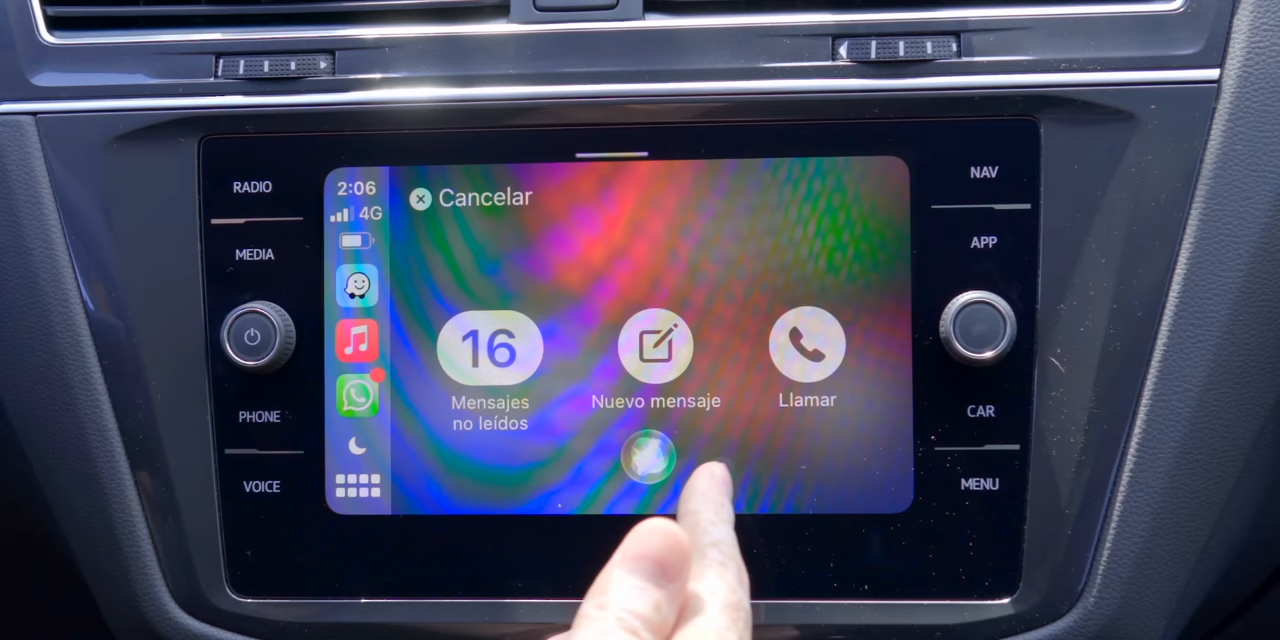 RADIO
MEDIA
PHONE
VOICE
2:06
4G
Cancelar
16
Mensajes
no leídos
Nuevo mensaje
Llamar
NAV
APP
CAR
MENU